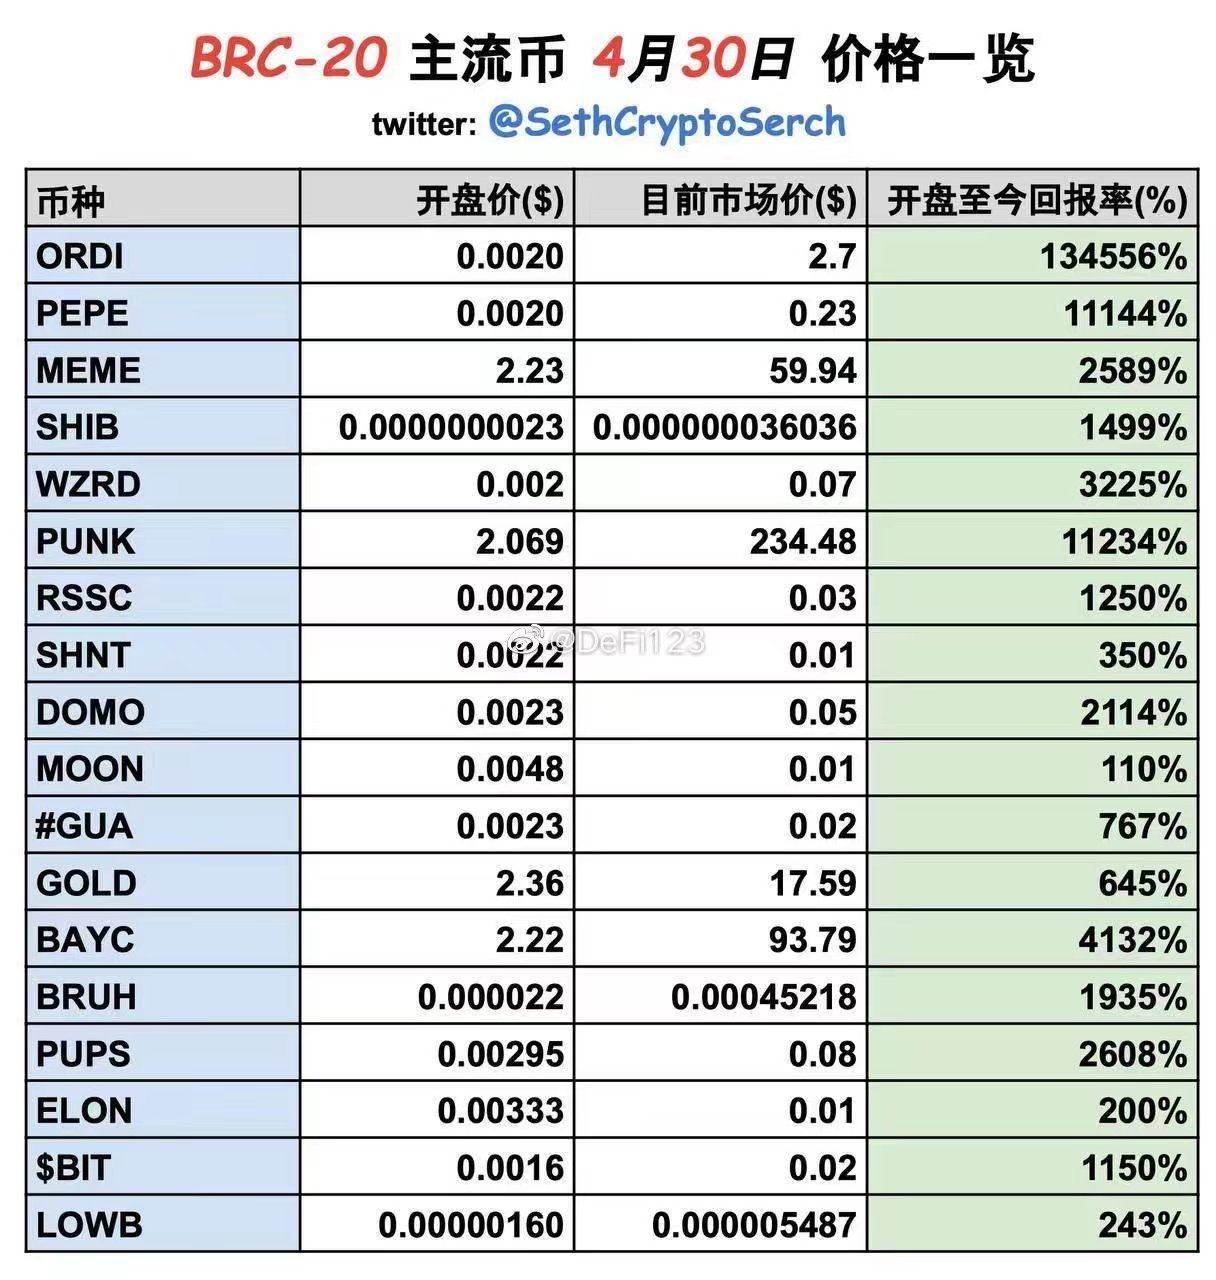 BRC-20 主流币 4月30日 价格一览
twitter: @SethCryptoSerch
币种 开盘价($) 目前市场价($) 开盘至今回报率(%)
ORDI 0.0020 2.7 134556%
PEPE 0.0020 0.23 11144%
MEME 2.23 59.94 2589%
SHIB 0.0000000023 0.000000036036 1499%
WZRD 0.002 0.07 3225%
PUNK 2.069 234.48 11234%
RSSC 0.0022 0.03 1250%
@DeFi123
SHNT 0.0022 0.01 350%
DOMO 0.0023 0.05 2114%
MOON 0.0048 0.01 110%
#GUA 0.0023 0.02 767%
GOLD 2.36 17.59 645%
BAYC 2.22 93.79 4132%
BRUH 0.000022 0.00045218 1935%
PUPS 0.00295 0.08 2608%
ELON 0.00333 0.01 200%
$BIT 0.0016 0.02 1150%
LOWB 0.00000160 0.000005487 243%